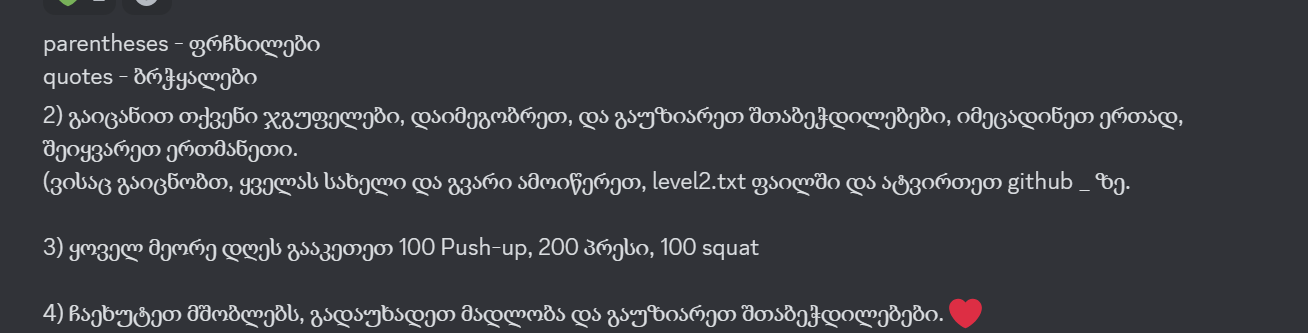 parentheses - ფრჩხილები
quotes - ბრჭყალები
2) გაიცანით თქვენი ჯგუფელები, დაიმეგობრეთ, და გაუზიარეთ შთაბეჭდილებები, იმეცადინეთ ერთად,
შეიყვარეთ ერთმანეთი.
(ვისაც გაიცნობთ, ყველას სახელი და გვარი ამოიწერეთ, level2.txt ფაილში და ატვირთეთ github _ ზე.
3) ყოველ მეორე დღეს გააკეთეთ 100 Push-up, 200 პრესი, 100 squat
4) ჩაეხუტეთ მშობლებს, გადაუხადეთ მადლობა და გაუზიარეთ შთაბეჭდილებები. ❤️